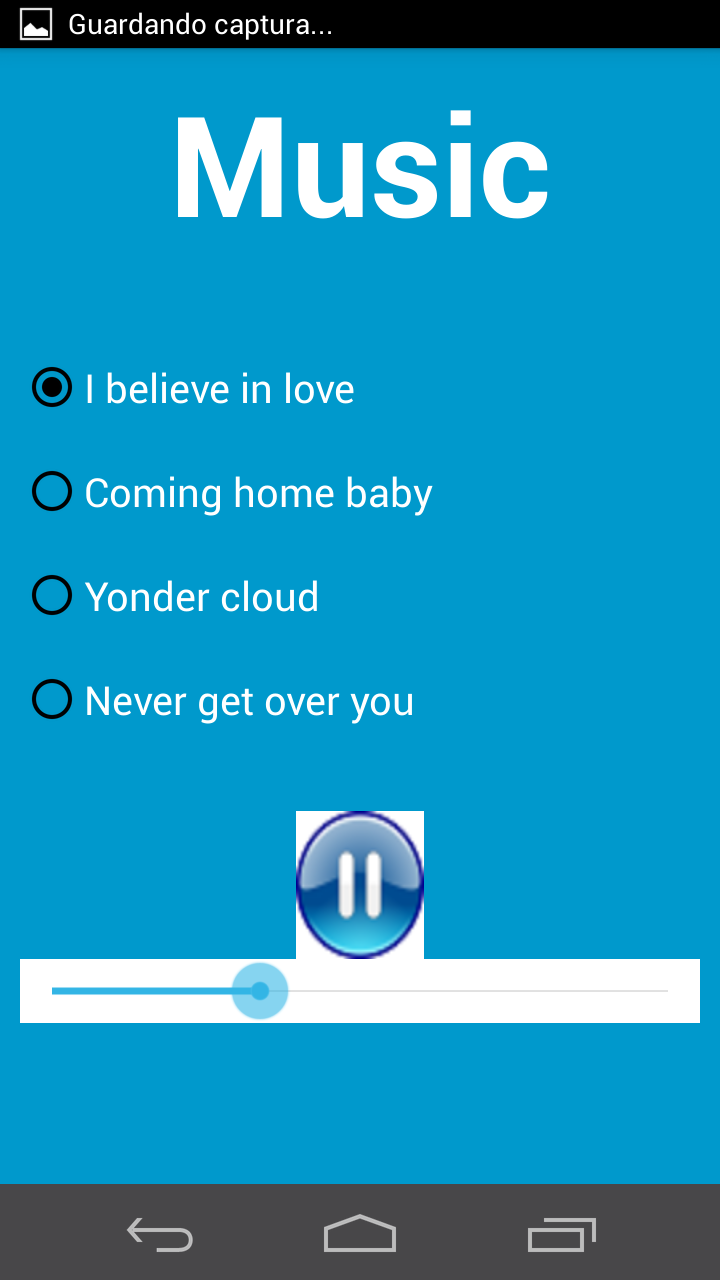 Guardando captura...
Music
I believe in love
Coming home baby
Yonder cloud
Never get over you